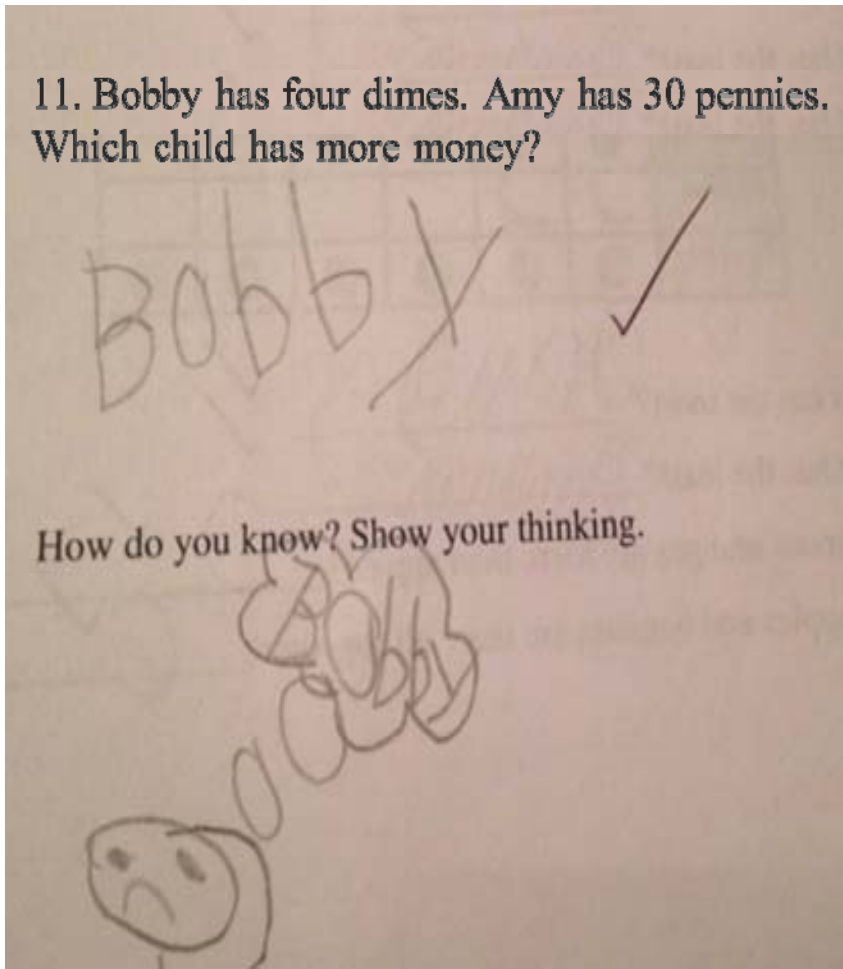 11. Bobby has four dimes. Amy has 30 pennies.
Which child has more money?
Bobby
How do you know? Show your thinking.
Bobby